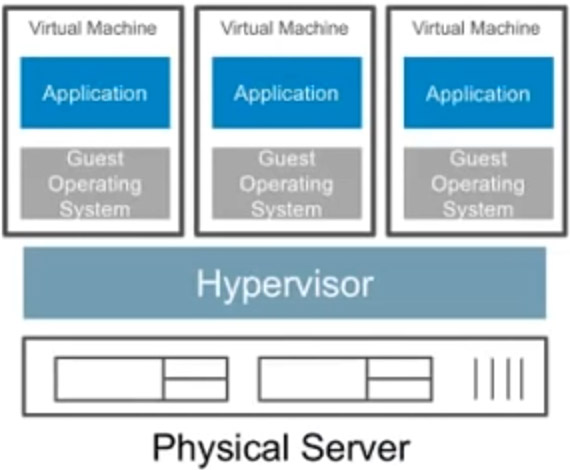 Virtual Machine Virtual Machine Virtual Machine
Application Application Application
Guest Guest Guest
Operating Operating Operating
System System System
Hypervisor
Physical Server